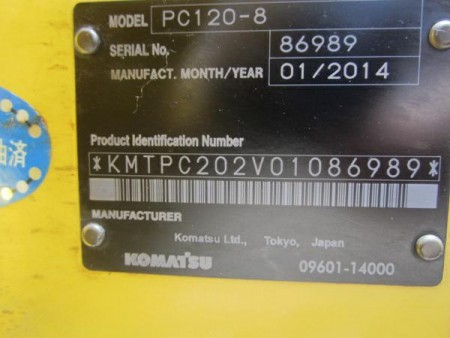 MODEL PC120-8
SERIAL No. 86989
MANUFACT. MONTH/YEAR 01/2014
済
Product Identification Number
*KMTPC202V01086989*
MANUFACTURER
Komatsu Ltd., Tokyo, Japan
KOMATSU 09601-14000